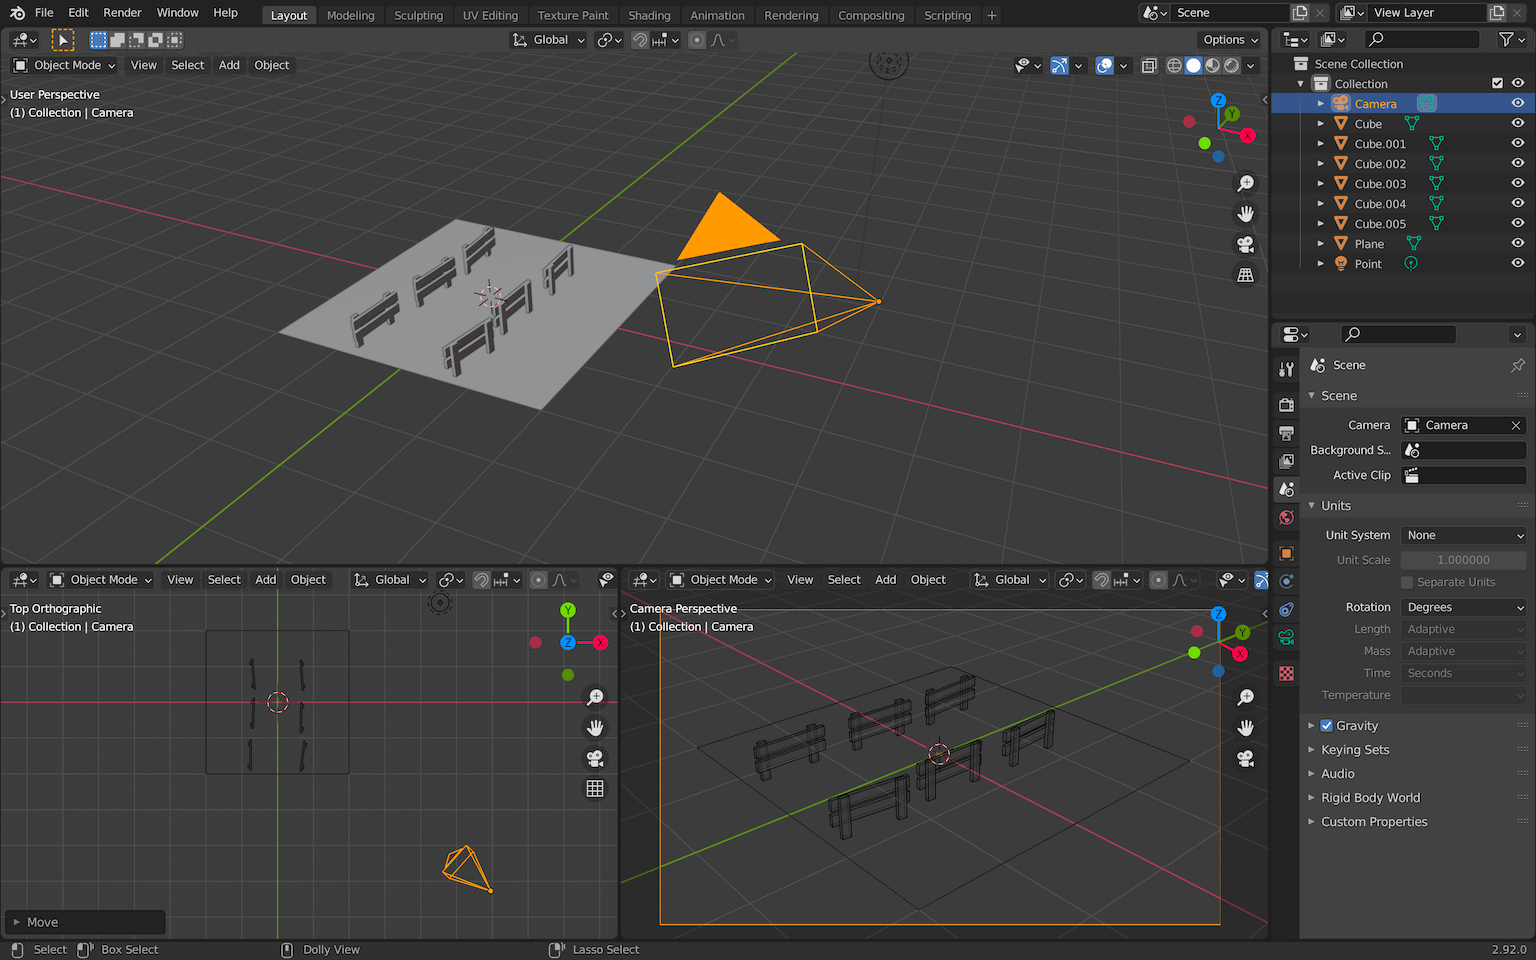 File Edit Render Window Help Layout Modeling Sculpting UV Editing Texture Paint Shading Animation Rendering Compositing Scripting + Scene View Layer
Global Options
Object Mode View Select Add Object
User Perspective
(1) Collection | Camera
Z
Y
X
Scene Collection
Collection
Camera
Cube
Cube.001
Cube.002
Cube.003
Cube.004
Cube.005
Plane
Point
Scene
Scene
Camera Camera
Background S...
Active Clip
Units
Unit System None
Unit Scale 1.000000
Separate Units
Rotation Degrees
Length Adaptive
Mass Adaptive
Time Seconds
Temperature
Gravity
Keying Sets
Audio
Rigid Body World
Custom Properties
Object Mode View Select Add Object Global
Top Orthographic
(1) Collection | Camera
Y
Z X
Move
Object Mode View Select Add Object Global
Camera Perspective
(1) Collection | Camera
Z
Y
X
Select Box Select Dolly View Lasso Select 2.92.0